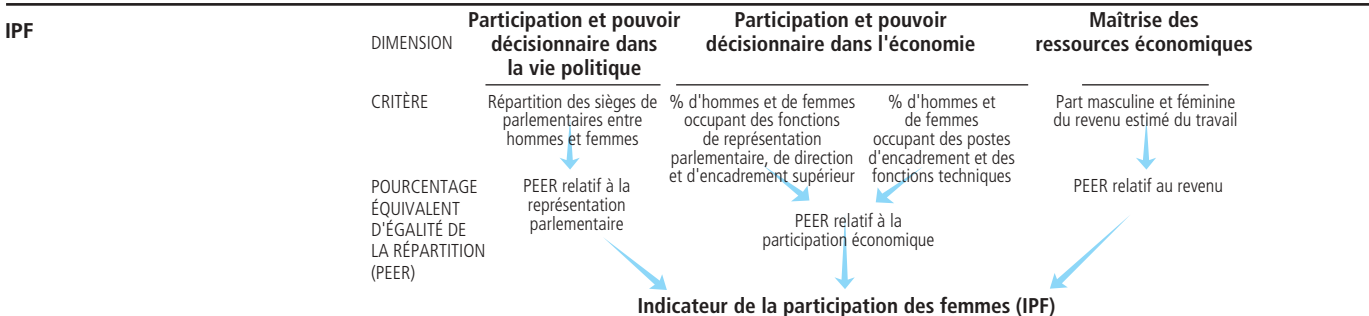 IPF
DIMENSION
Participation et pouvoir
décisionnaire dans
la vie politique
Participation et pouvoir
décisionnaire dans l'économie
Maîtrise des
ressources économiques
CRITÈRE
Répartition des sièges de
parlementaires entre
hommes et femmes
% d'hommes et de femmes
occupant des fonctions
de représentation
parlementaire, de direction
et d'encadrement supérieur
% d'hommes et
de femmes
occupant des postes
d'encadrement et des
fonctions techniques
Part masculine et féminine
du revenu estimé du travail
POURCENTAGE
ÉQUIVALENT
D'ÉGALITÉ DE
LA RÉPARTITION
(PEER)
PEER relatif à la
représentation
parlementaire
PEER relatif à la
participation économique
PEER relatif au revenu
Indicateur de la participation des femmes (IPF)